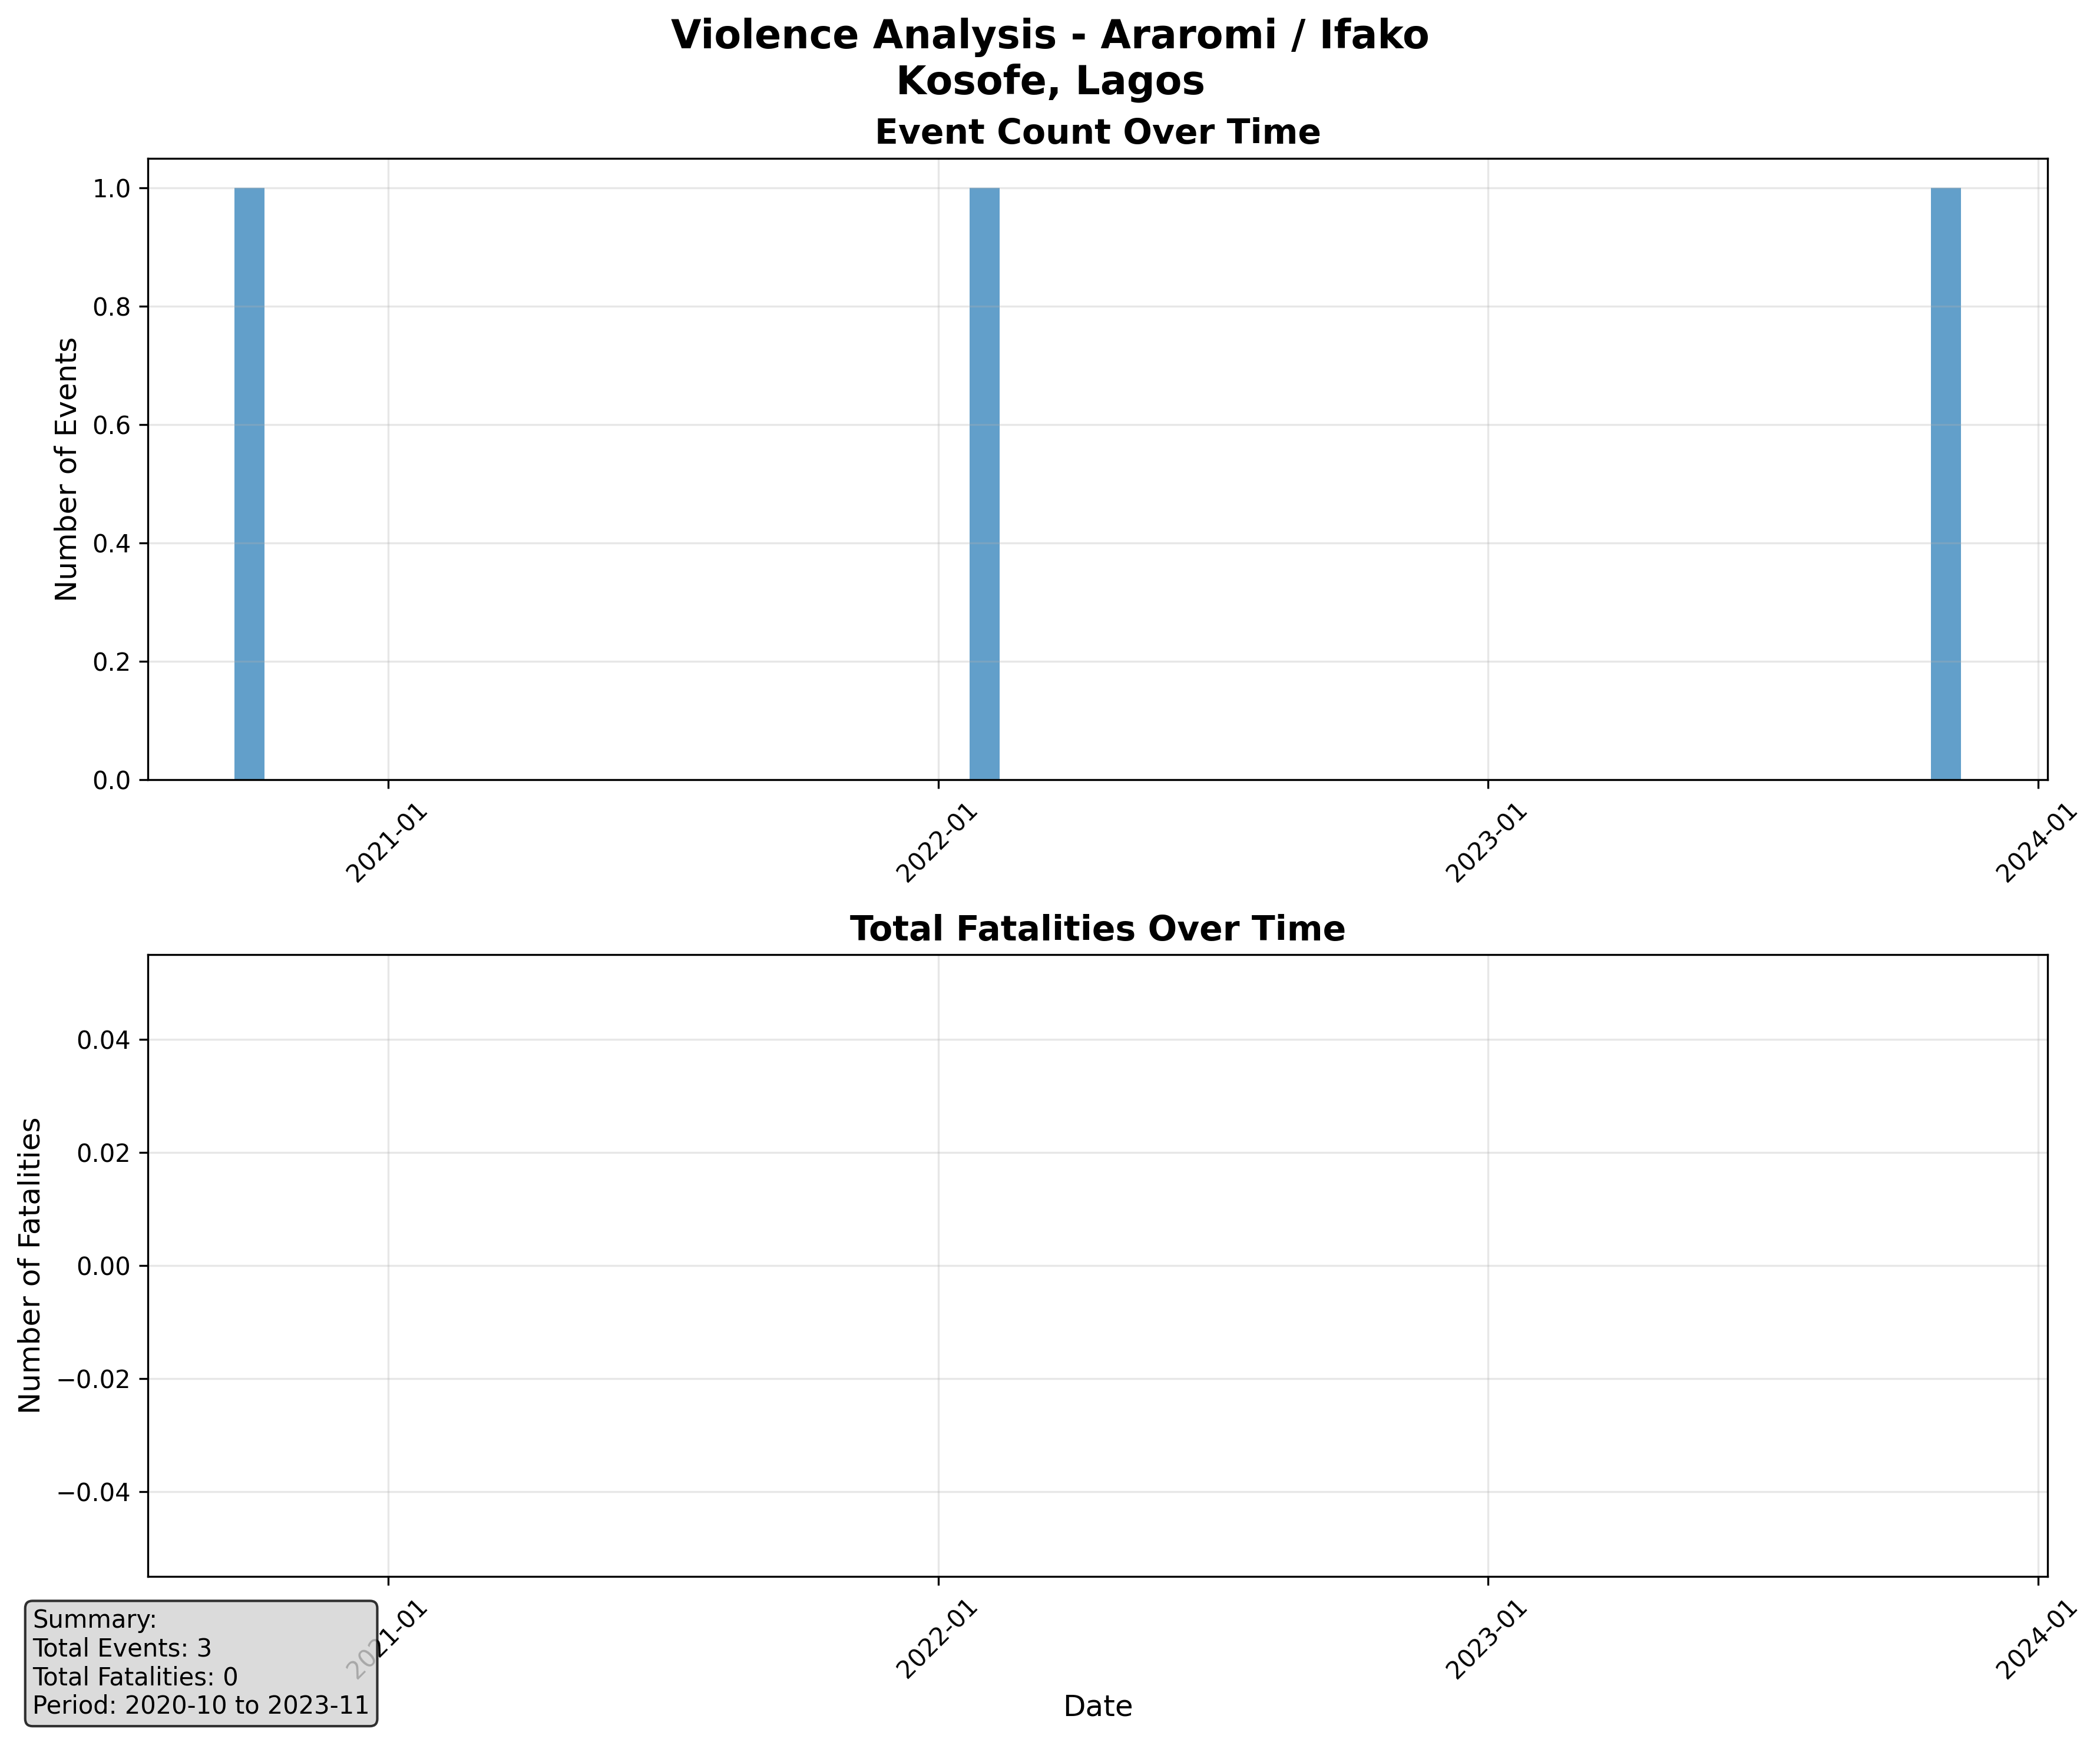 Violence Analysis - Araromi / Ifako
Kosofe, Lagos
Event Count Over Time
Number of Events
1.0
0.8
0.6
0.4
0.2
0.0
2021-01
2022-01
2023-01
2024-01
Total Fatalities Over Time
Number of Fatalities
0.04
0.02
0.00
−0.02
−0.04
2021-01
2022-01
2023-01
2024-01
Date
Summary:
Total Events: 3
Total Fatalities: 0
Period: 2020-10 to 2023-11